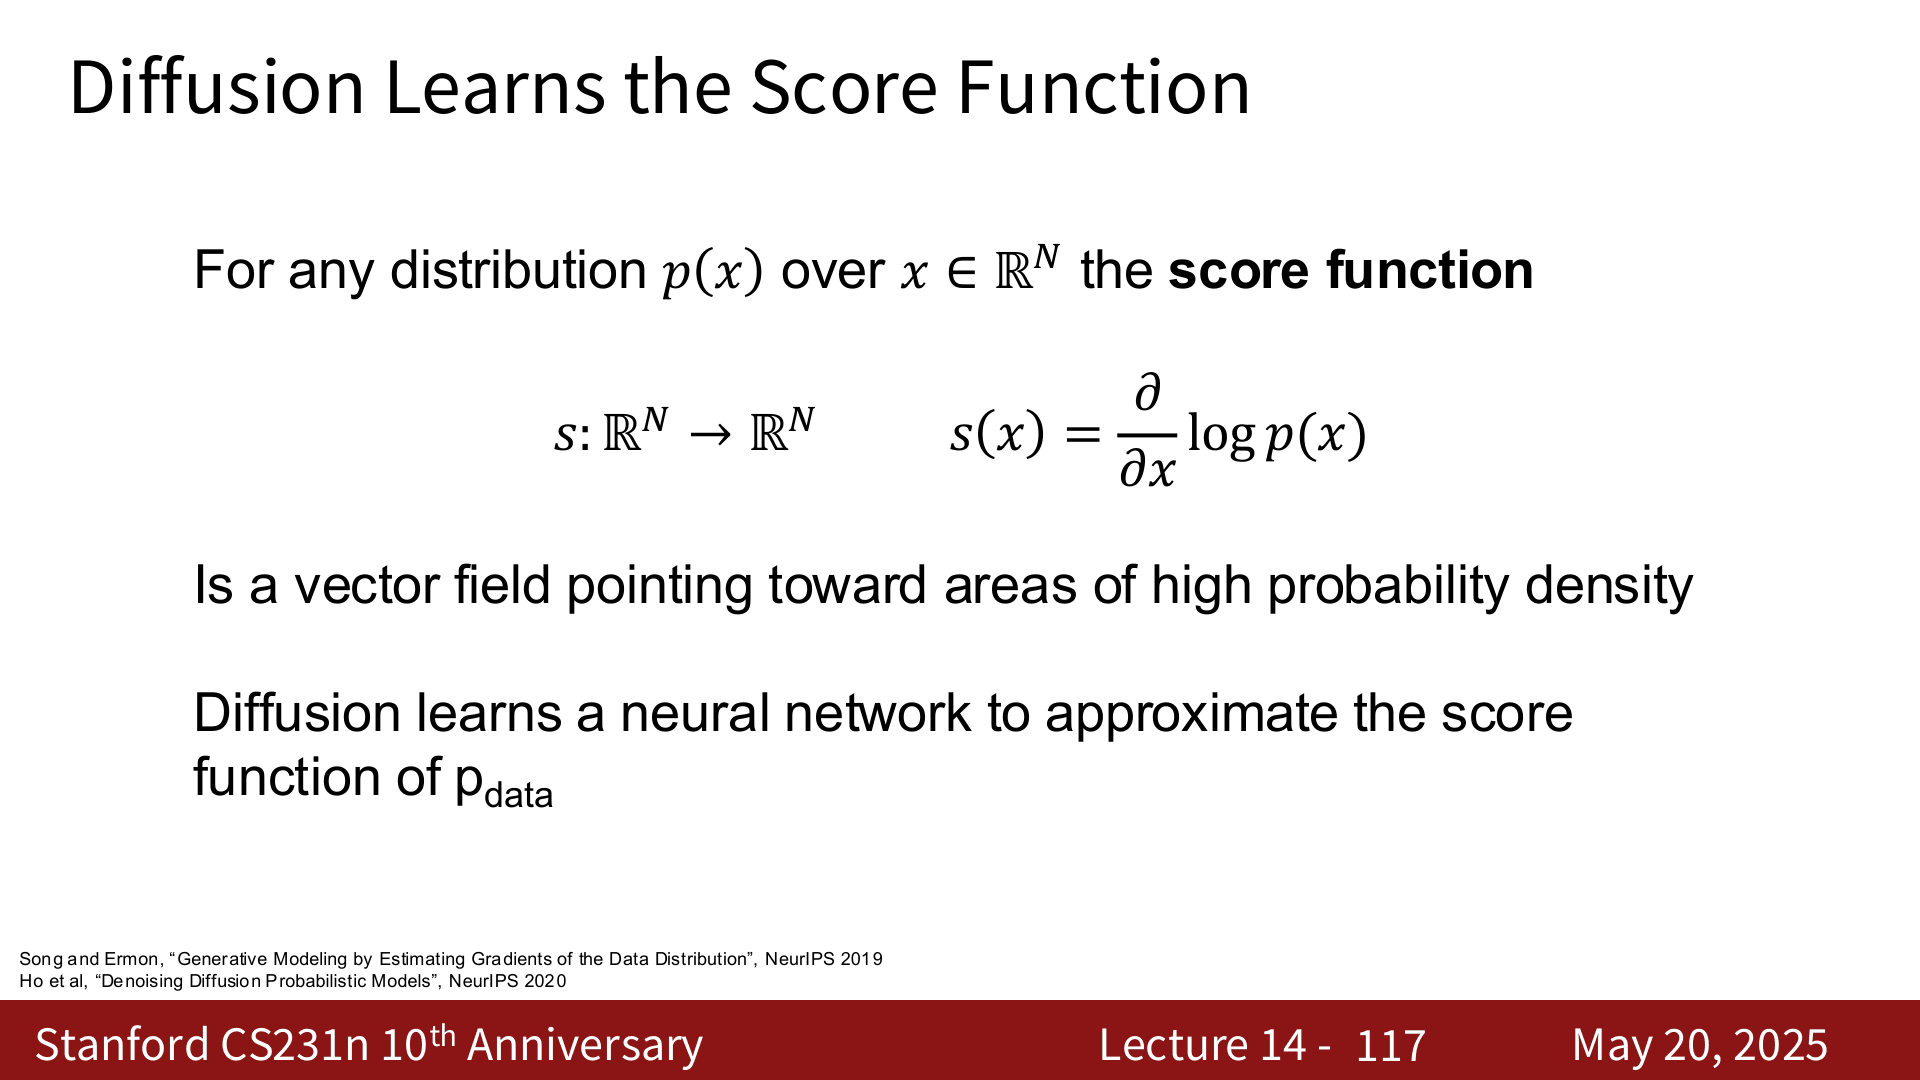 Diffusion Learns the Score Function
For any distribution p(x) over x ∈ ℝᴺ the score function
s: ℝᴺ → ℝᴺ    s(x) = ∂/∂x log p(x)
Is a vector field pointing toward areas of high probability density
Diffusion learns a neural network to approximate the score
function of p_data
Song and Ermon, “Generative Modeling by Estimating Gradients of the Data Distribution”, NeurIPS 2019
Ho et al, “Denoising Diffusion Probabilistic Models”, NeurIPS 2020
Stanford CS231n 10th Anniversary    Lecture 14 - 117    May 20, 2025